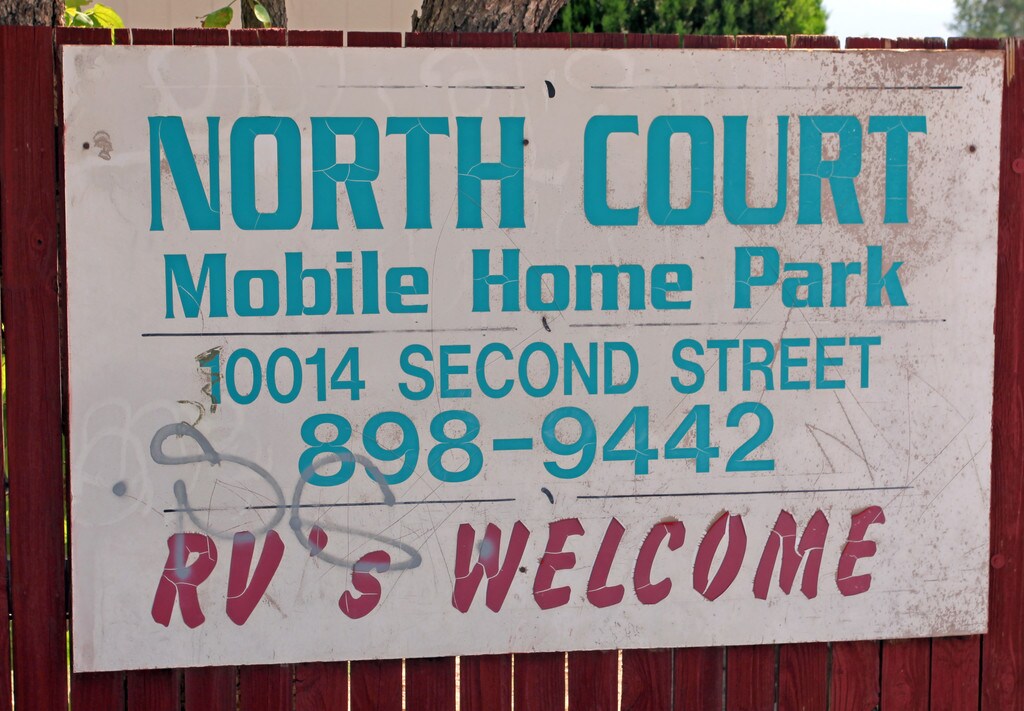 NORTH COURT
Mobile Home Park
10014 SECOND STREET
898-9442
RV's WELCOME